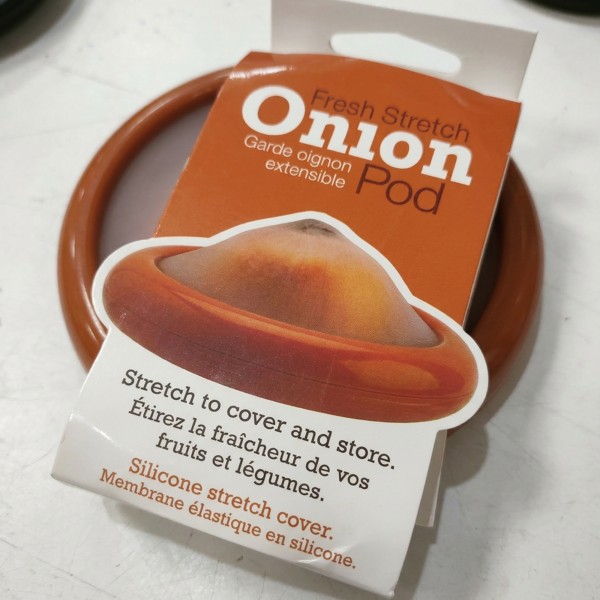 Fresh Stretch
Onion
Garde oignon
extensible
Pod
Stretch to cover and store.
Étirez la fraîcheur de vos
fruits et légumes.
Silicone stretch cover.
Membrane élastique en silicone.